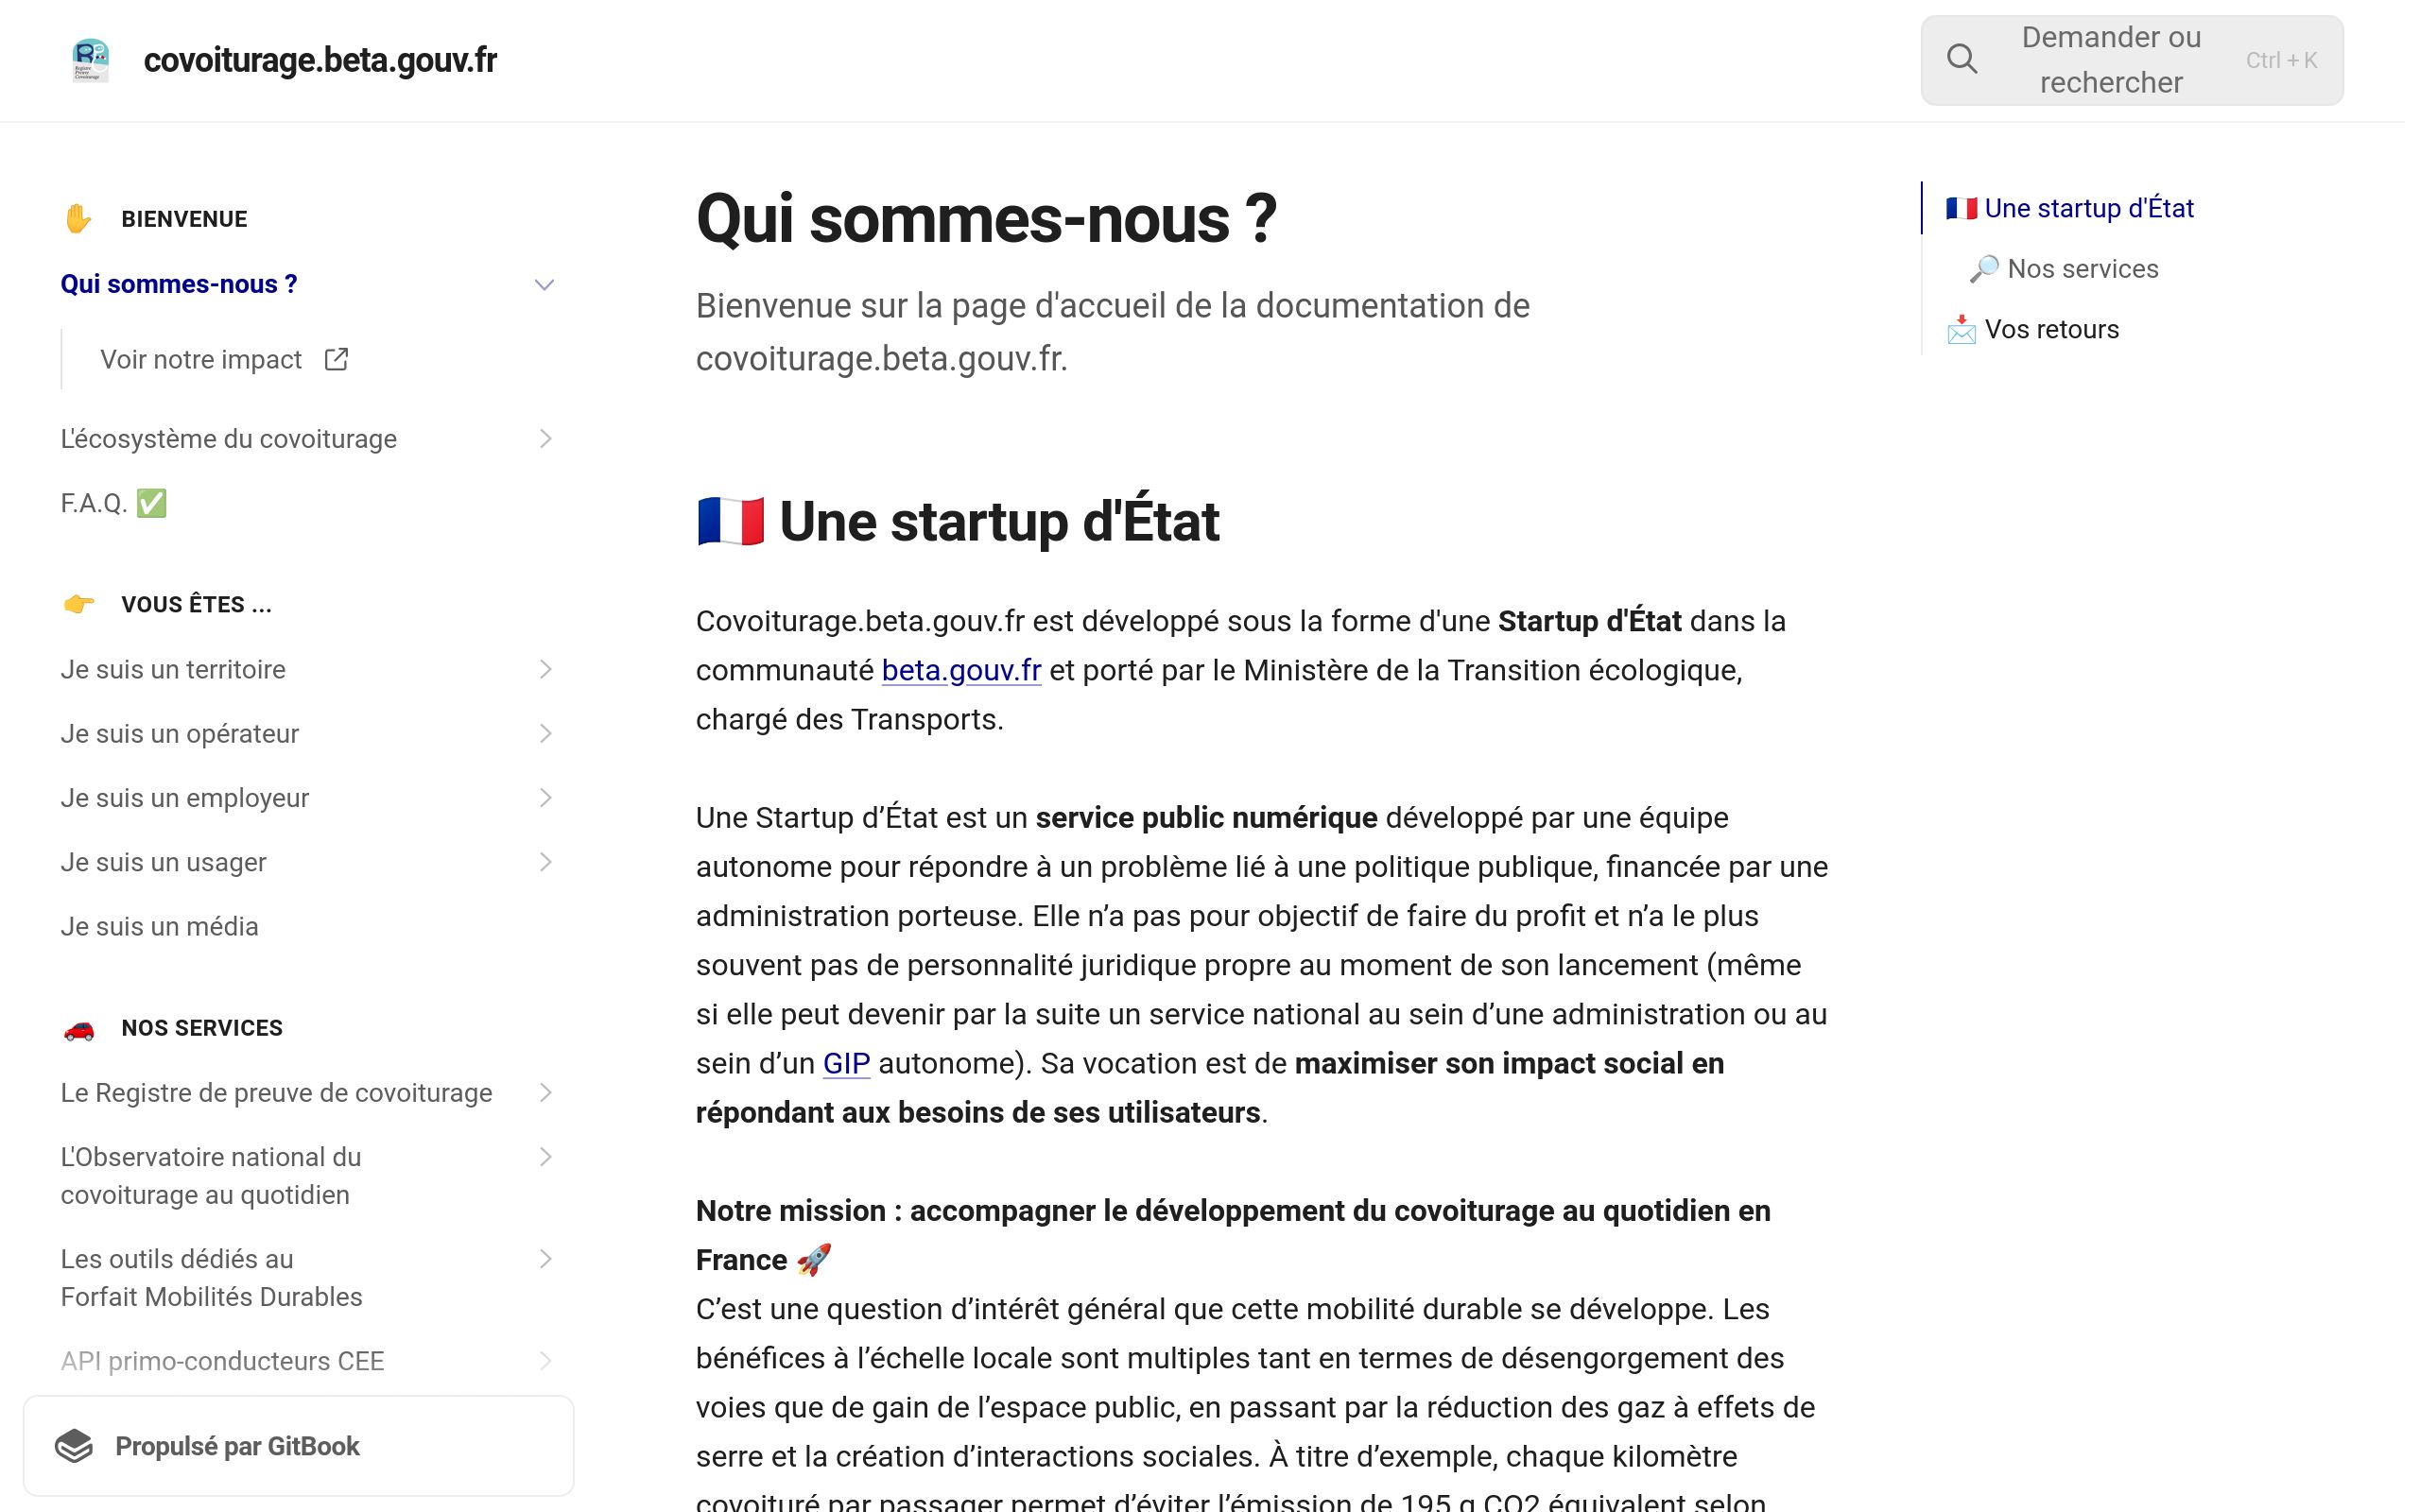 covoiturage.beta.gouv.fr
Demander ou
rechercher
Ctrl + K
✋ BIENVENUE
Qui sommes-nous ?
Voir notre impact
L'écosystème du covoiturage
F.A.Q. ✅
👉 VOUS ÊTES ...
Je suis un territoire
Je suis un opérateur
Je suis un employeur
Je suis un usager
Je suis un média
🚗 NOS SERVICES
Le Registre de preuve de covoiturage
L'Observatoire national du
covoiturage au quotidien
Les outils dédiés au
Forfait Mobilités Durables
API primo-conducteurs CEE
Propulsé par GitBook
Qui sommes-nous ?
Bienvenue sur la page d'accueil de la documentation de
covoiturage.beta.gouv.fr.
🇫🇷 Une startup d'État
Covoiturage.beta.gouv.fr est développé sous la forme d'une Startup d'État dans la
communauté beta.gouv.fr et porté par le Ministère de la Transition écologique,
chargé des Transports.
Une Startup d’État est un service public numérique développé par une équipe
autonome pour répondre à un problème lié à une politique publique, financée par une
administration porteuse. Elle n’a pas pour objectif de faire du profit et n’a le plus
souvent pas de personnalité juridique propre au moment de son lancement (même
si elle peut devenir par la suite un service national au sein d’une administration ou au
sein d’un GIP autonome). Sa vocation est de maximiser son impact social en
répondant aux besoins de ses utilisateurs.
Notre mission : accompagner le développement du covoiturage au quotidien en
France 🚀
C’est une question d’intérêt général que cette mobilité durable se développe. Les
bénéfices à l’échelle locale sont multiples tant en termes de désengorgement des
voies que de gain de l’espace public, en passant par la réduction des gaz à effets de
serre et la création d’interactions sociales. À titre d’exemple, chaque kilomètre
covoituré par passager permet d’éviter l’émission de 195 g CO2 équivalent selon
🇫🇷 Une startup d'État
🔎 Nos services
📩 Vos retours